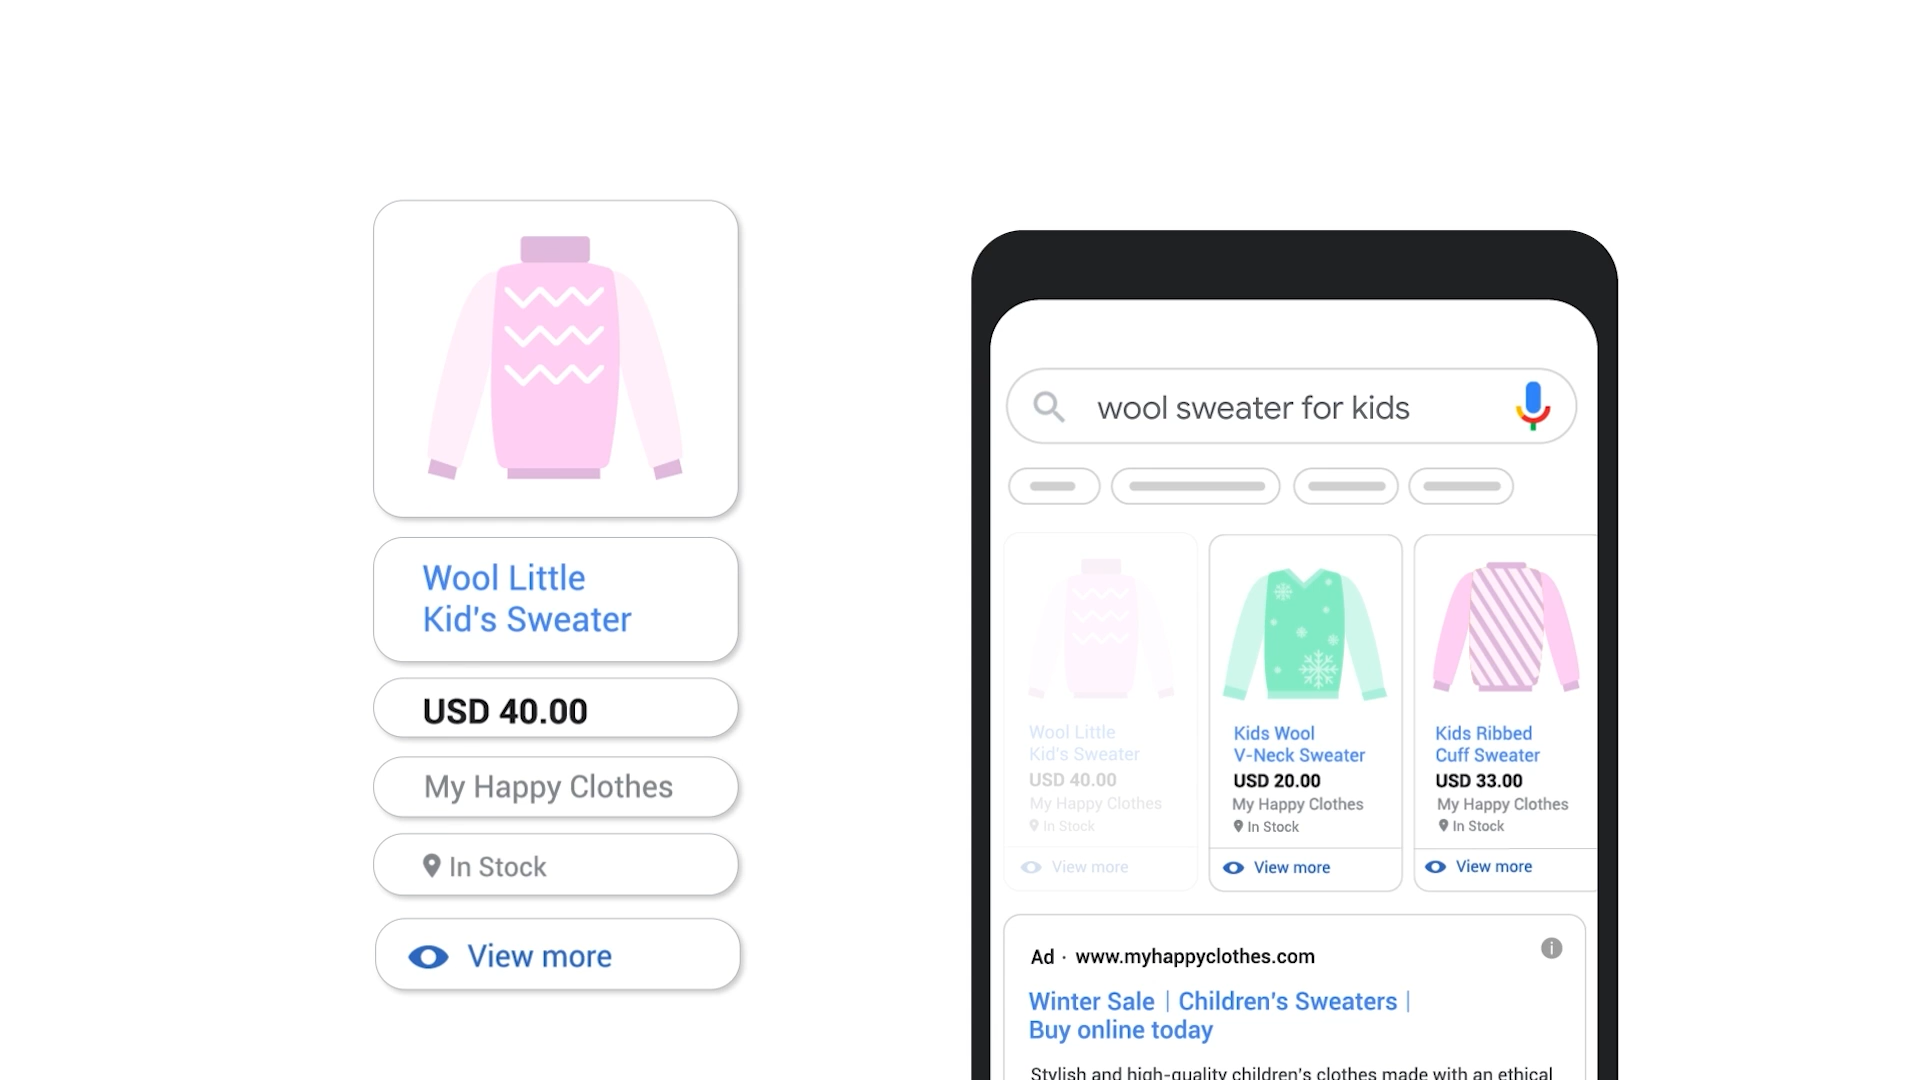 Wool Little
Kid's Sweater
USD 40.00
My Happy Clothes
In Stock
View more
wool sweater for kids
Wool Little
Kid's Sweater
USD 40.00
My Happy Clothes
In Stock
View more
Kids Wool
V-Neck Sweater
USD 20.00
My Happy Clothes
In Stock
View more
Kids Ribbed
Cuff Sweater
USD 33.00
My Happy Clothes
In Stock
View more
Ad · www.myhappyclothes.com
Winter Sale | Children's Sweaters |
Buy online today
Stylish and high-quality children's clothes made with an ethical